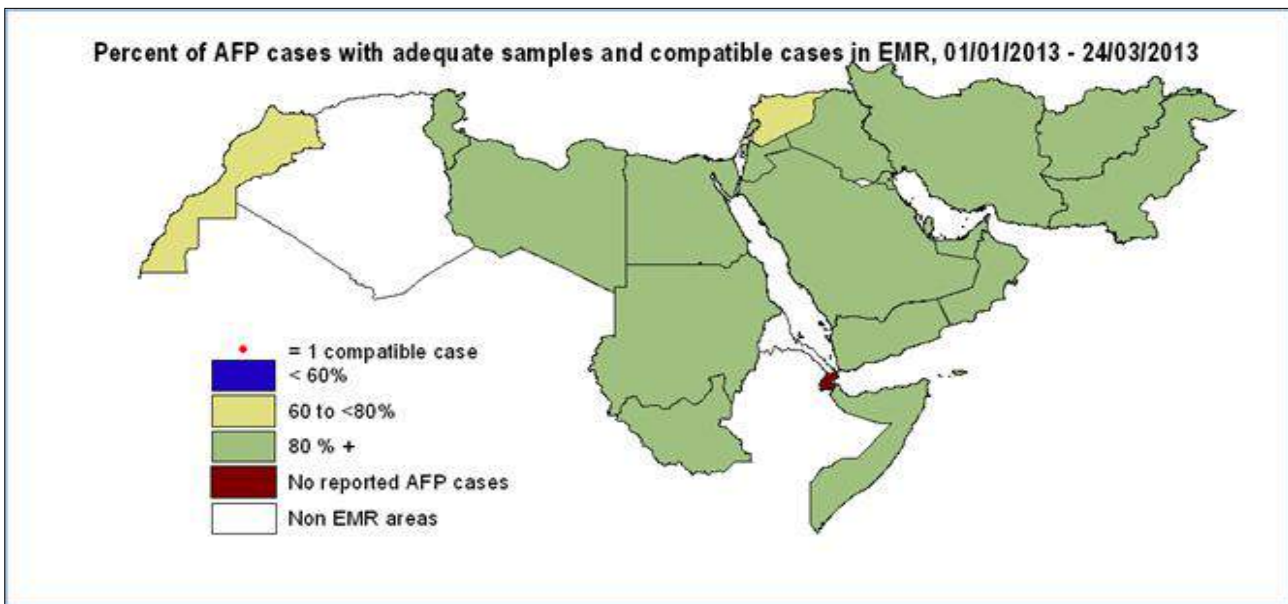 Percent of AFP cases with adequate samples and compatible cases in EMR, 01/01/2013 - 24/03/2013
= 1 compatible case
< 60%
60 to <80%
80 % +
No reported AFP cases
Non EMR areas